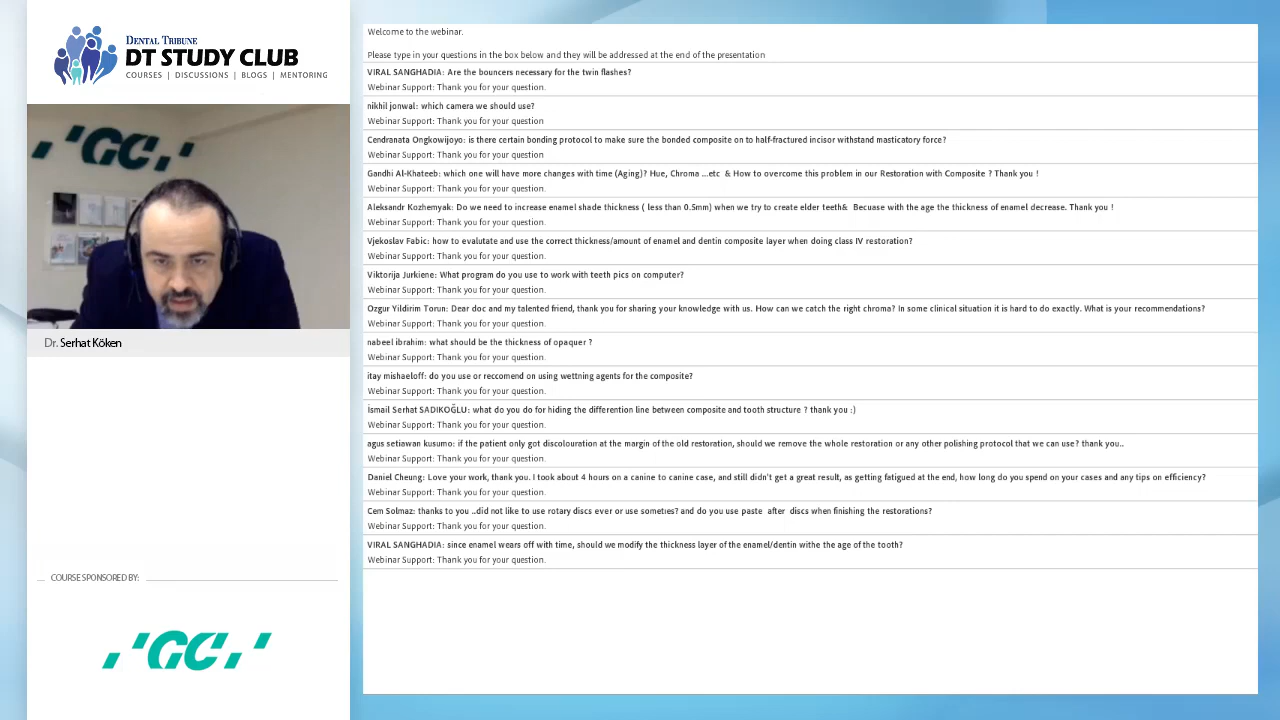 DENTAL TRIBUNE
DT STUDY CLUB
COURSES | DISCUSSIONS | BLOGS | MENTORING
GC
Dr. Serhat Köken
COURSE SPONSORED BY:
GC
Welcome to the webinar.
Please type in your questions in the box below and they will be addressed at the end of the presentation
VIRAL SANGHADIA: Are the bouncers necessary for the twin flashes?
Webinar Support: Thank you for your question.
nikhil jonwal: which camera we should use?
Webinar Support: Thank you for your question
Cendranata Ongkowijoyo: is there certain bonding protocol to make sure the bonded composite on to half-fractured incisor withstand masticatory force?
Webinar Support: Thank you for your question
Gandhi Al-Khateeb: which one will have more changes with time (Aging)? Hue, Chroma ...etc & How to overcome this problem in our Restoration with Composite ? Thank you !
Webinar Support: Thank you for your question.
Aleksandr Kozhemyak: Do we need to increase enamel shade thickness ( less than 0.5mm) when we try to create elder teeth& Becuase with the age the thickness of enamel decrease. Thank you !
Webinar Support: Thank you for your question.
Vjekoslav Fabic: how to evalutate and use the correct thickness/amount of enamel and dentin composite layer when doing class IV restoration?
Webinar Support: Thank you for your question.
Viktorija Jurkiene: What program do you use to work with teeth pics on computer?
Webinar Support: Thank you for your question.
Ozgur Yildirim Torun: Dear doc and my talented friend, thank you for sharing your knowledge with us. How can we catch the right chroma? In some clinical situation it is hard to do exactly. What is your recommendations?
Webinar Support: Thank you for your question.
nabeel ibrahim: what should be the thickness of opaquer ?
Webinar Support: Thank you for your question.
itay mishaeloff: do you use or reccomend on using wettning agents for the composite?
Webinar Support: Thank you for your question.
İsmail Serhat SADIKOĞLU: what do you do for hiding the differention line between composite and tooth structure ? thank you :)
Webinar Support: Thank you for your question.
agus setiawan kusumo: if the patient only got discolouration at the margin of the old restoration, should we remove the whole restoration or any other polishing protocol that we can use? thank you..
Webinar Support: Thank you for your question.
Daniel Cheung: Love your work, thank you. I took about 4 hours on a canine to canine case, and still didn't get a great result, as getting fatigued at the end, how long do you spend on your cases and any tips on efficiency?
Webinar Support: Thank you for your question.
Cem Solmaz: thanks to you ..did not like to use rotary discs ever or use sometıes? and do you use paste after discs when finishing the restorations?
Webinar Support: Thank you for your question.
VIRAL SANGHADIA: since enamel wears off with time, should we modify the thickness layer of the enamel/dentin withe the age of the tooth?
Webinar Support: Thank you for your question.